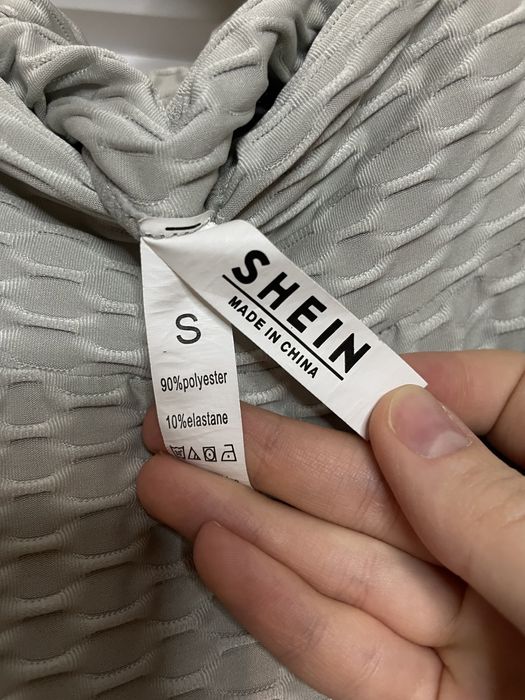 SHEIN
MADE IN CHINA
S
90%polyester
10%elastane